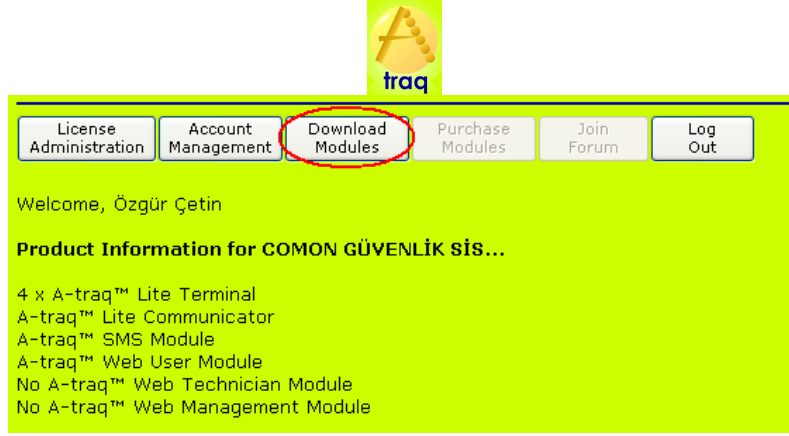 A
traq
License Administration
Account Management
Download Modules
Purchase Modules
Join Forum
Log Out
Welcome, Özgür Çetin
Product Information for COMON GÜVENLİK SİS...
4 x A-traq™ Lite Terminal
A-traq™ Lite Communicator
A-traq™ SMS Module
A-traq™ Web User Module
No A-traq™ Web Technician Module
No A-traq™ Web Management Module